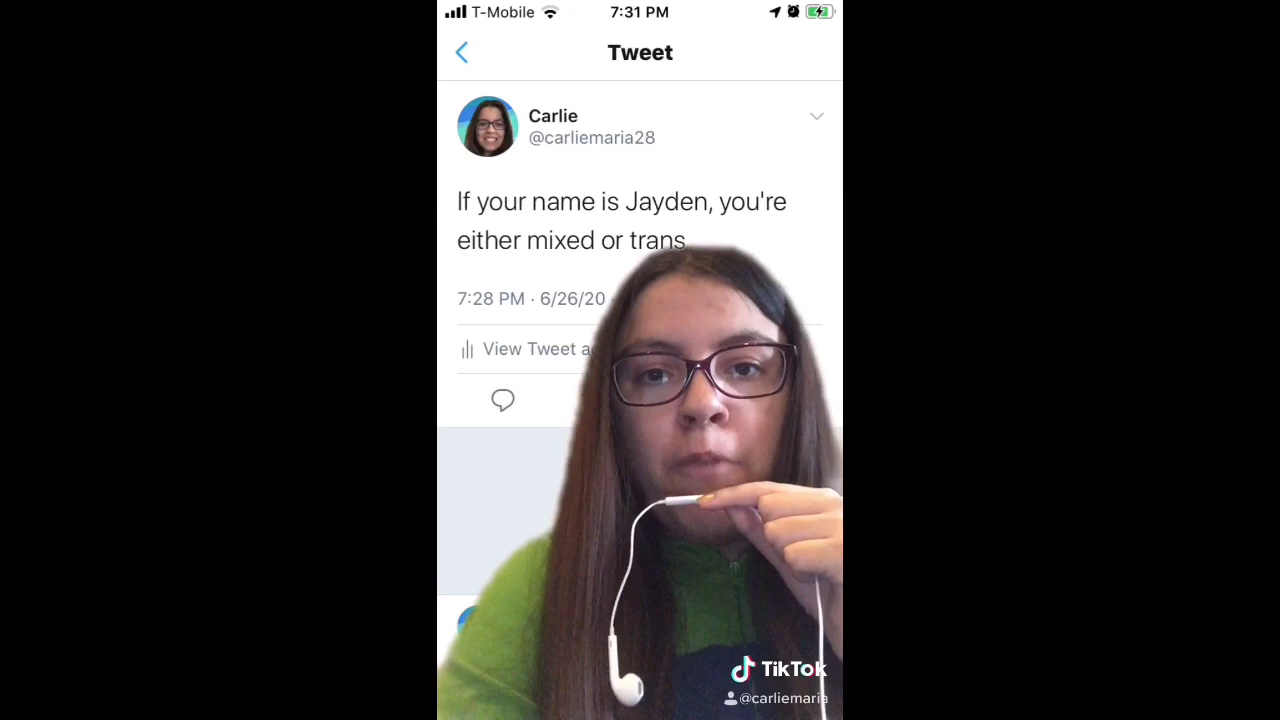 T-Mobile 7:31 PM
Tweet
Carlie
@carliemaria28
If your name is Jayden, you're
either mixed or trans
7:28 PM · 6/26/20
View Tweet
TikTok
@carliemaria